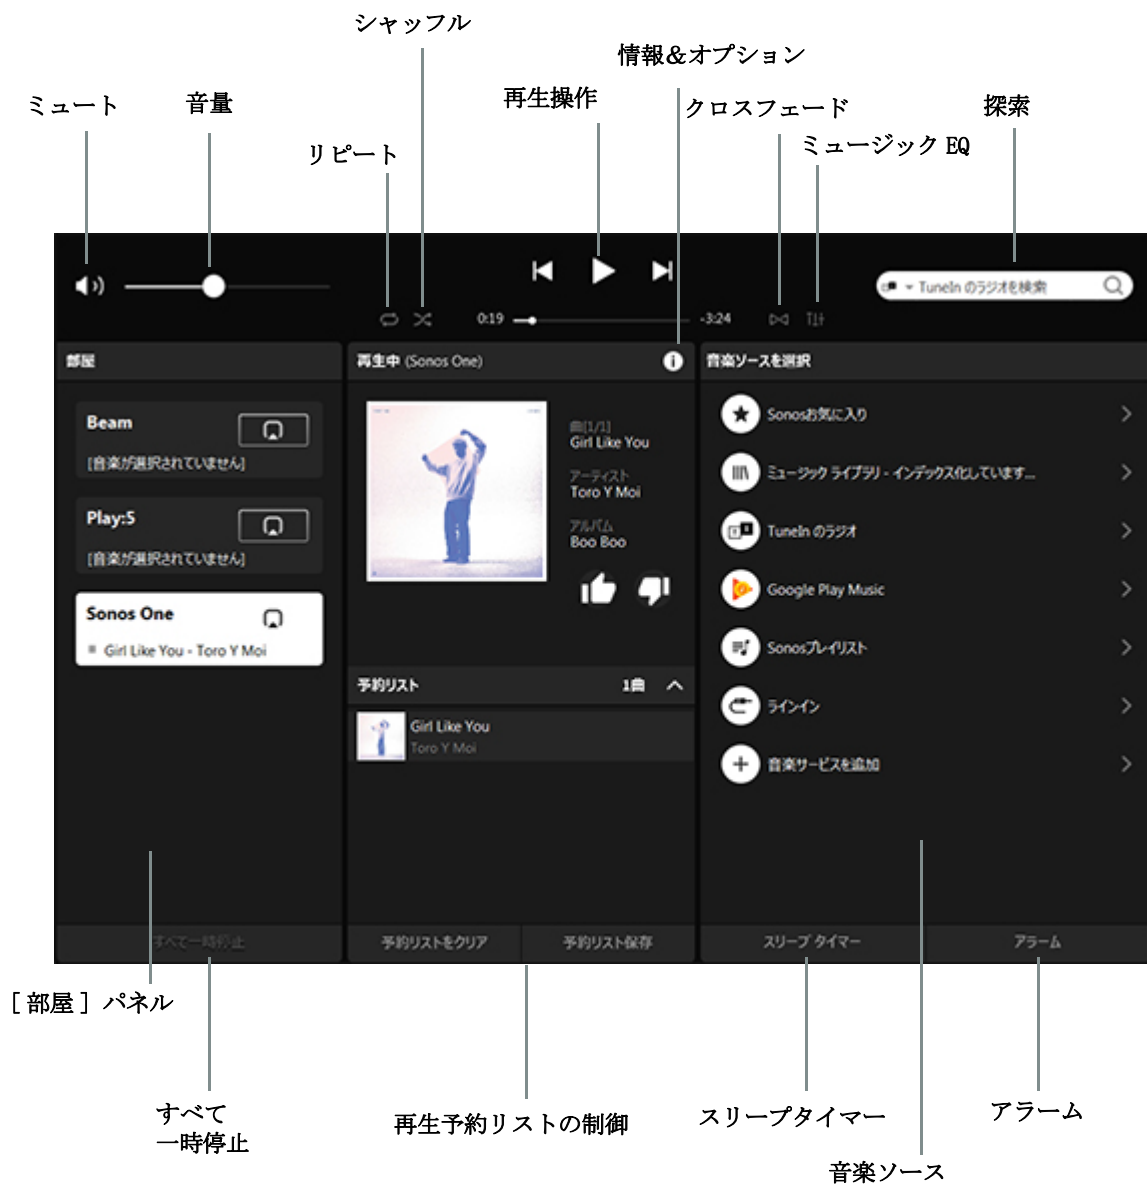 シャッフル
情報＆オプション
ミュート
音量
再生操作
クロスフェード
探索
リピート
ミュージック EQ
TuneIn のラジオを検索
0:19
-3:24
部屋
再生中 (Sonos One)
音楽ソースを選択
Beam
[音楽が選択されていません]
Play:5
[音楽が選択されていません]
Sonos One
Girl Like You - Toro Y Moi
曲[1/1]
Girl Like You
アーティスト
Toro Y Moi
アルバム
Boo Boo
予約リスト
1曲
Girl Like You
Toro Y Moi
Sonosお気に入り
ミュージック ライブラリ - インデックス化しています...
TuneIn のラジオ
Google Play Music
Sonosプレイリスト
ラインイン
音楽サービスを追加
すべて一時停止
予約リストをクリア
予約リスト保存
スリープ タイマー
アラーム
［部屋］パネル
すべて
一時停止
再生予約リストの制御
スリープタイマー
アラーム
音楽ソース